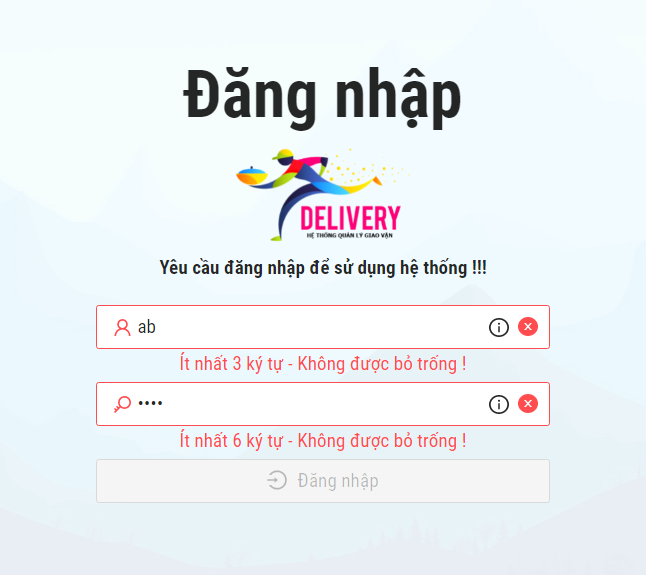 Đăng nhập
DELIVERY
HỆ THỐNG QUẢN LÝ GIAO VẬN
Yêu cầu đăng nhập để sử dụng hệ thống !!!
ab
Ít nhất 3 ký tự - Không được bỏ trống !
••••
Ít nhất 6 ký tự - Không được bỏ trống !
Đăng nhập